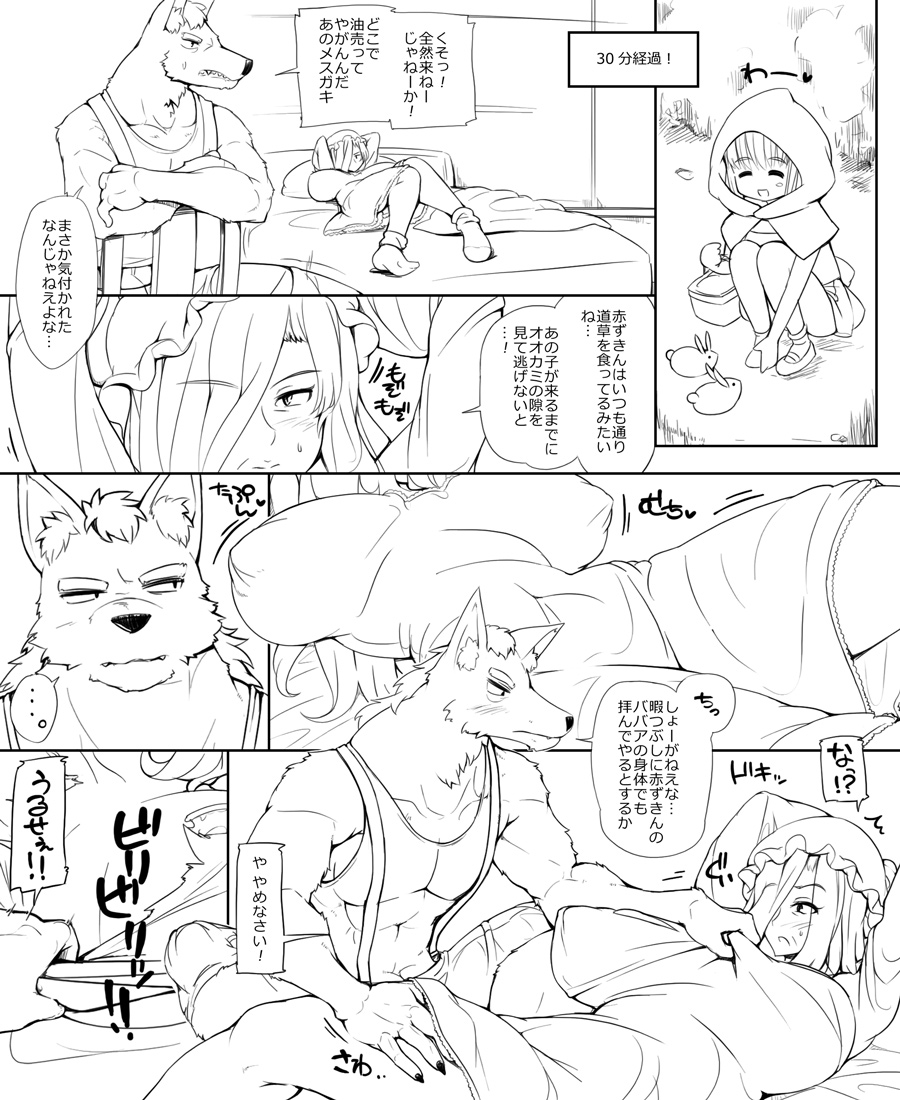 30分経過！
わー♥
くそっ！
全然来ねー
じゃねーか！
どこで
油売って
やがんだ
あのメスガキ
まさか気付かれた
なんじゃねえよな…
赤ずきんはいつも通り
道草を食ってるみたい
ね…
あの子が来るまでに
オオカミの隙を
見て逃げないと
…！
もぞ
もぞ
むち♥
たぷん♥
…。
ちっ
しょーがねえな…
暇つぶしに赤ずきんの
ババアの身体でも
拝んでやるとするか
なっ!?
ドキッ
や やめなさい！
さわ..
うるせぇ!!
ビリビリッ!!